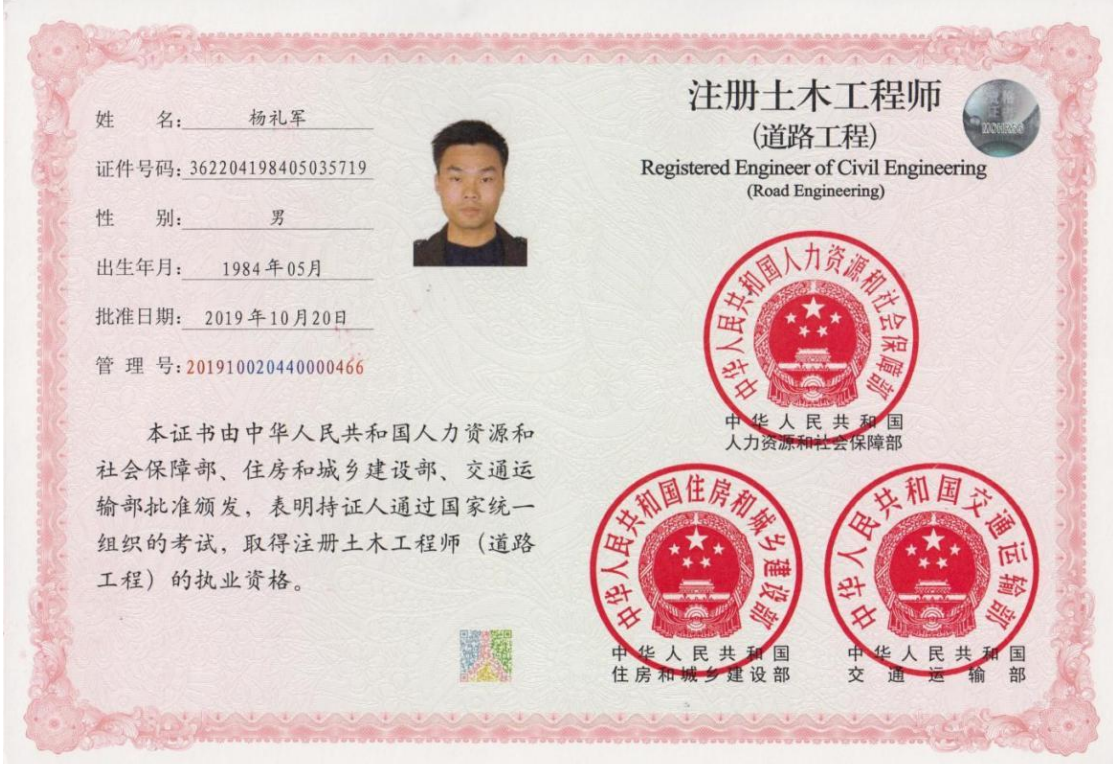 姓 名: 杨礼军
证件号码: 362204198405035719
性 别: 男
出生年月: 1984年05月
批准日期: 2019年10月20日
管 理 号: 201910020440000466
本证书由中华人民共和国人力资源和
社会保障部、住房和城乡建设部、交通运
输部批准颁发，表明持证人通过国家统一
组织的考试，取得注册土木工程师（道路
工程）的执业资格。
注册土木工程师
(道路工程)
Registered Engineer of Civil Engineering
(Road Engineering)
中华人民共和国人力资源和社会保障部
中华人民共和国
人力资源和社会保障部
中华人民共和国住房和城乡建设部
中华人民共和国
住房和城乡建设部
中华人民共和国交通运输部
中华人民共和国
交通运输部